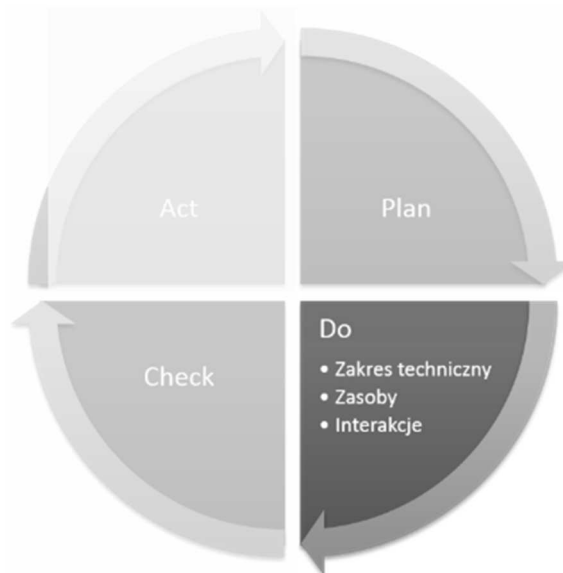 Act
Plan
Check
Do
• Zakres techniczny
• Zasoby
• Interakcje